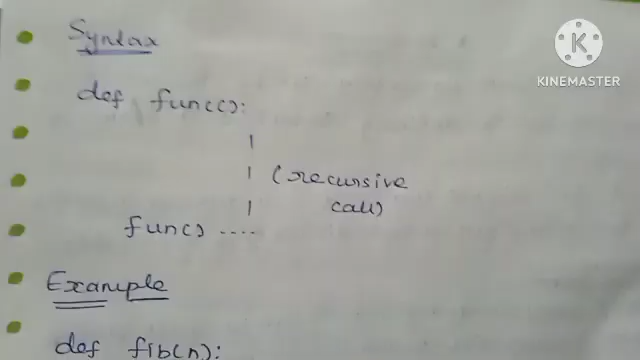 Syntax
K
KINEMASTER
def func():
|
| (recursive
| call)
func() ....
Example
def fib(n):